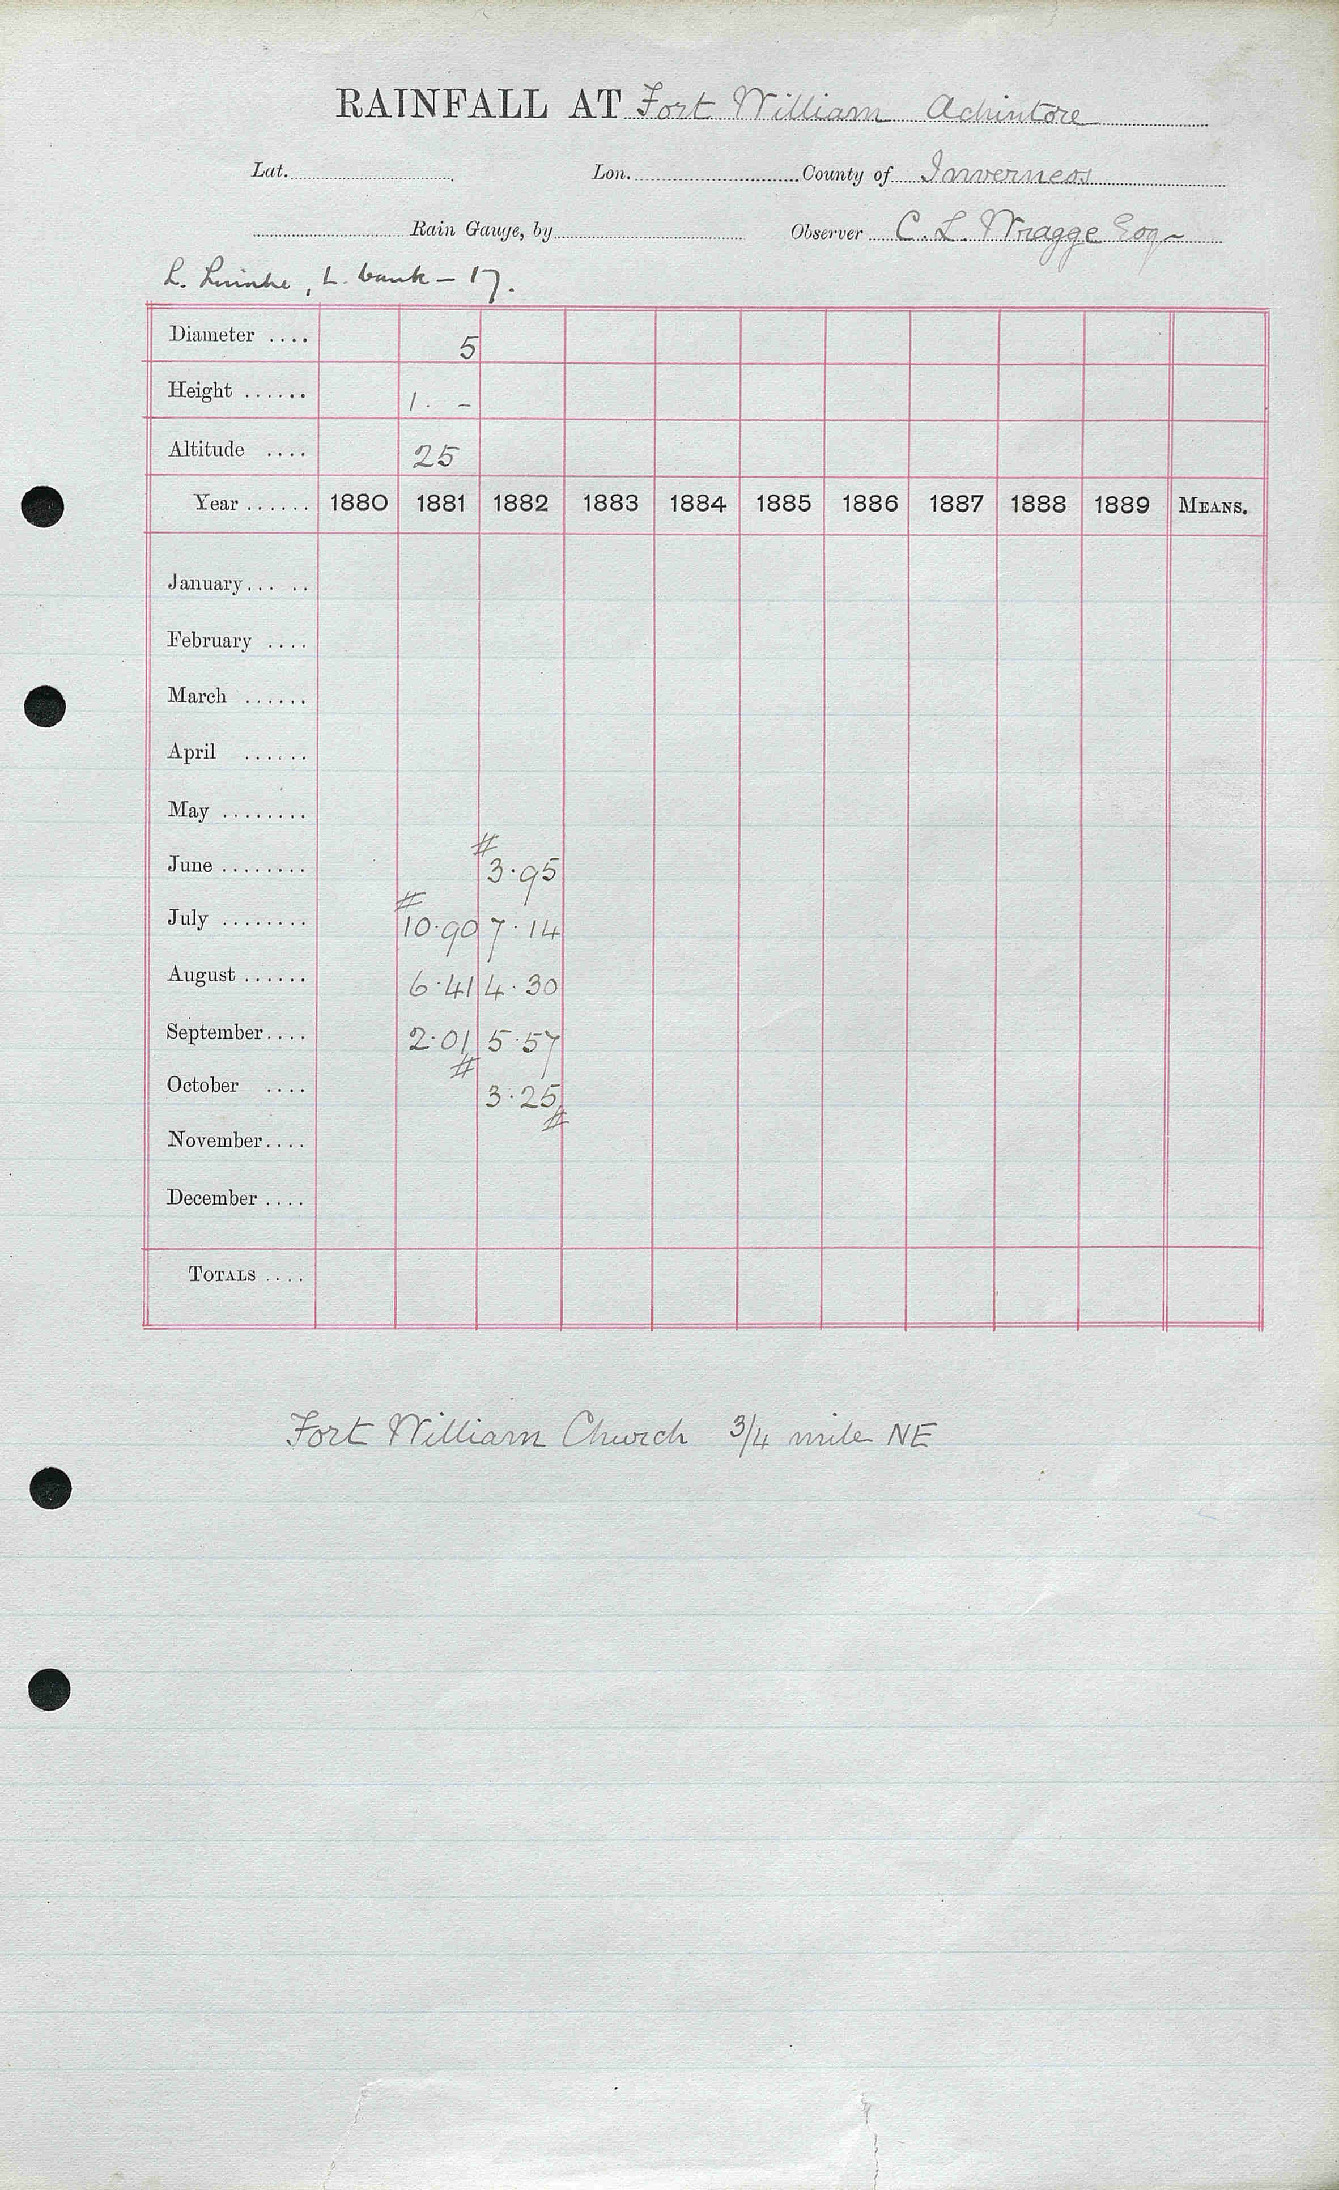 RAINFALL AT Fort William Achintore
Lat. Lon. County of Inverness
Rain Gauge, by Observer C. L. Wragge Esq
L. Linnhe, L. bank - 17.
Diameter .... 5
Height ...... 1. -
Altitude .... 25
Year ...... 1880 1881 1882 1883 1884 1885 1886 1887 1888 1889 MEANS.
January... ..
February ....
March ......
April ......
May ........
#
June ........ 3.95
#
July ........ 10.90 7.14
August ...... 6.41 4.30
September.... 2.01 5.57
#
October .... 3.25
#
November....
December ....
TOTALS ....
Fort William Church 3/4 mile NE